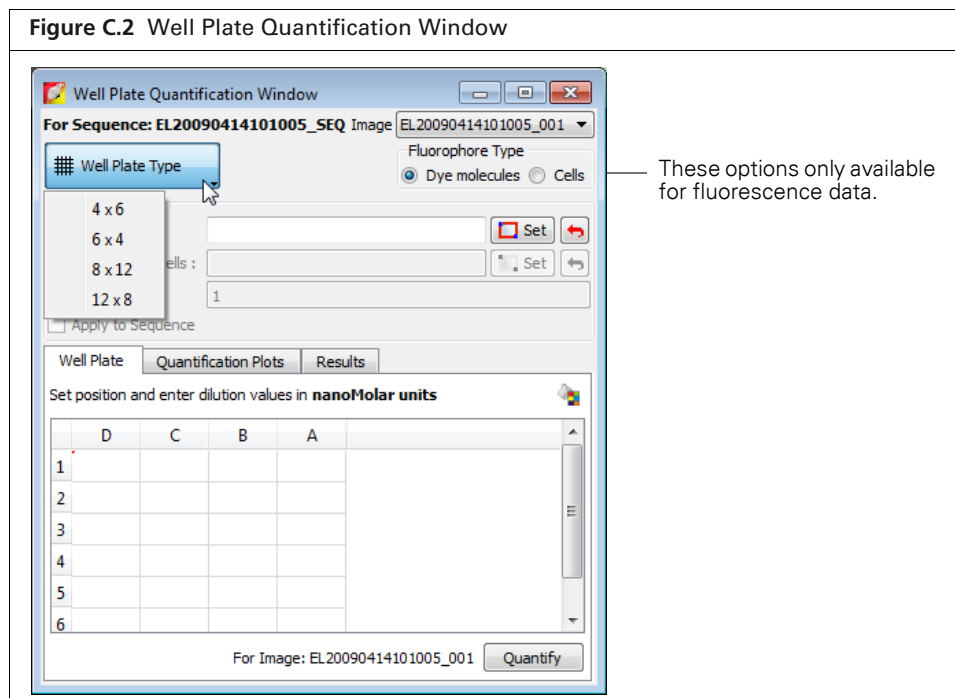 Figure C.2 Well Plate Quantification Window
Well Plate Quantification Window
For Sequence: EL20090414101005_SEQ Image EL20090414101005_001
Well Plate Type
Fluorophore Type
Dye molecules Cells
These options only available
for fluorescence data.
4 x 6
6 x 4
8 x 12
12 x 8
Set
ells :
Set
1
Apply to Sequence
Well Plate Quantification Plots Results
Set position and enter dilution values in nanoMolar units
D C B A
1
2
3
4
5
6
For Image: EL20090414101005_001 Quantify